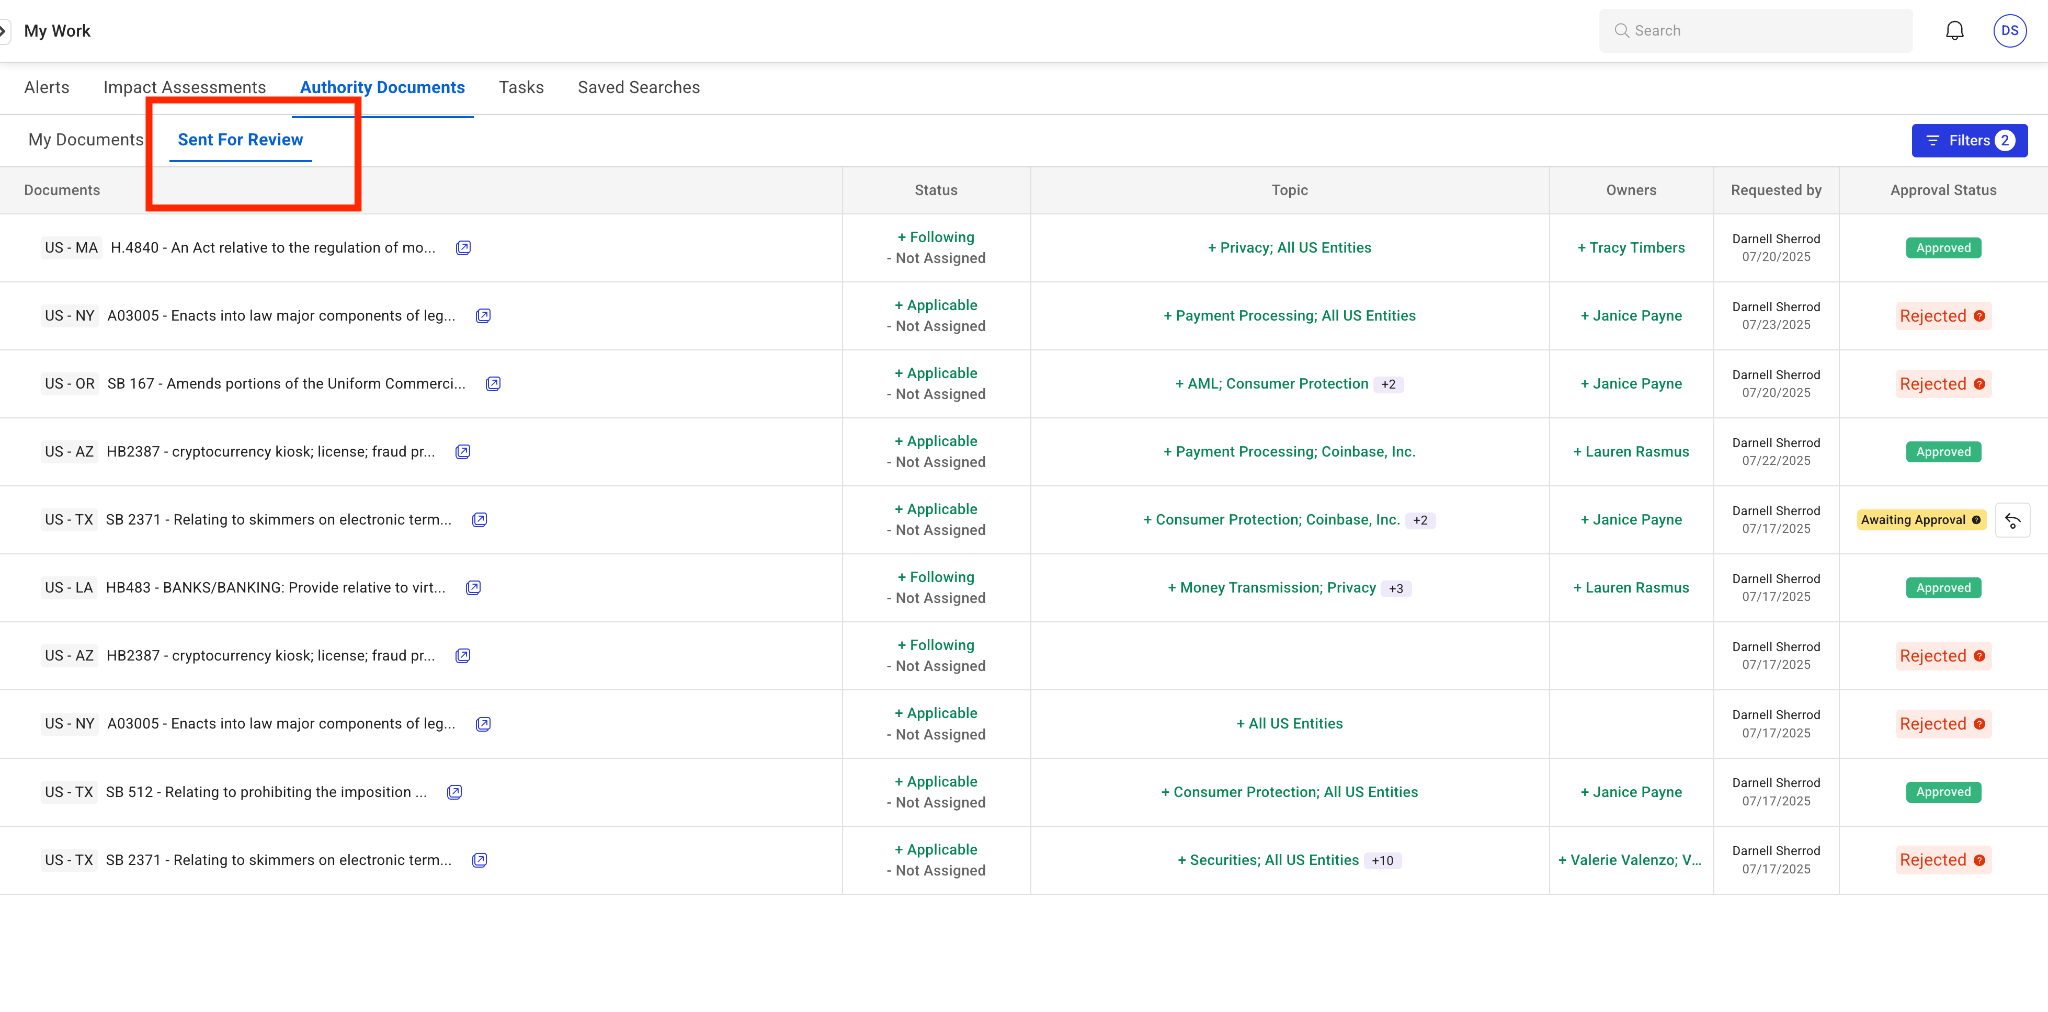 My Work
Search
DS
Alerts Impact Assessments Authority Documents Tasks Saved Searches
My Documents Sent For Review Filters 2
Documents Status Topic Owners Requested by Approval Status
US - MA H.4840 - An Act relative to the regulation of mo... + Following - Not Assigned + Privacy; All US Entities + Tracy Timbers Darnell Sherrod 07/20/2025 Approved
US - NY A03005 - Enacts into law major components of leg... + Applicable - Not Assigned + Payment Processing; All US Entities + Janice Payne Darnell Sherrod 07/23/2025 Rejected ?
US - OR SB 167 - Amends portions of the Uniform Commerci... + Applicable - Not Assigned + AML; Consumer Protection +2 + Janice Payne Darnell Sherrod 07/20/2025 Rejected ?
US - AZ HB2387 - cryptocurrency kiosk; license; fraud pr... + Applicable - Not Assigned + Payment Processing; Coinbase, Inc. + Lauren Rasmus Darnell Sherrod 07/22/2025 Approved
US - TX SB 2371 - Relating to skimmers on electronic term... + Applicable - Not Assigned + Consumer Protection; Coinbase, Inc. +2 + Janice Payne Darnell Sherrod 07/17/2025 Awaiting Approval ?
US - LA HB483 - BANKS/BANKING: Provide relative to virt... + Following - Not Assigned + Money Transmission; Privacy +3 + Lauren Rasmus Darnell Sherrod 07/17/2025 Approved
US - AZ HB2387 - cryptocurrency kiosk; license; fraud pr... + Following - Not Assigned Darnell Sherrod 07/17/2025 Rejected ?
US - NY A03005 - Enacts into law major components of leg... + Applicable - Not Assigned + All US Entities Darnell Sherrod 07/17/2025 Rejected ?
US - TX SB 512 - Relating to prohibiting the imposition ... + Applicable - Not Assigned + Consumer Protection; All US Entities + Janice Payne Darnell Sherrod 07/17/2025 Approved
US - TX SB 2371 - Relating to skimmers on electronic term... + Applicable - Not Assigned + Securities; All US Entities +10 + Valerie Valenzo; V... Darnell Sherrod 07/17/2025 Rejected ?